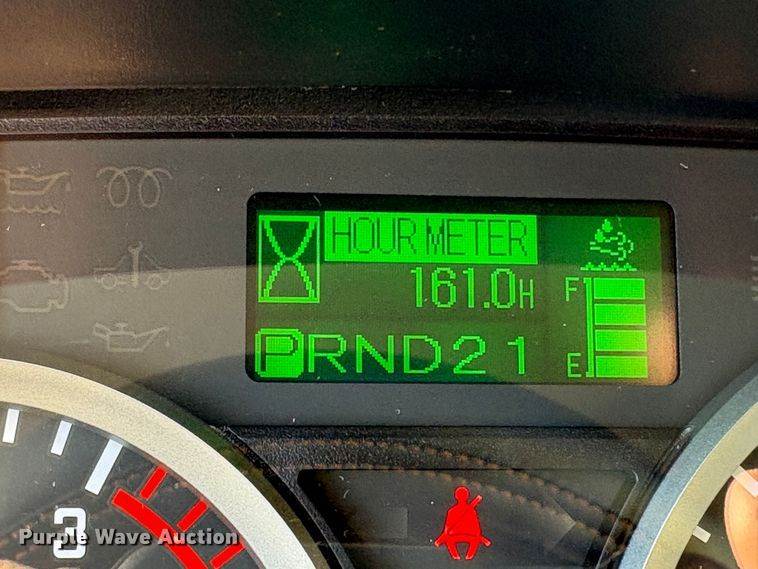 HOUR METER
161.0H
F
PRND21
E
3
Purple Wave Auction